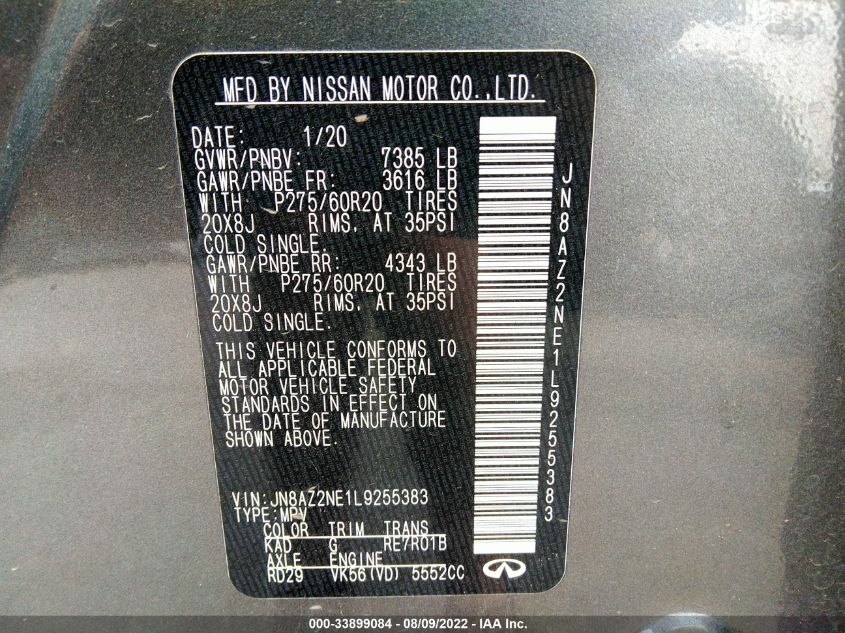 MFD BY NISSAN MOTOR CO.,LTD.
DATE: 1/20
GVWR/PNBV: 7385 LB
GAWR/PNBE FR: 3616 LB
WITH P275/60R20 TIRES
20X8J RIMS, AT 35PSI
COLD SINGLE.
GAWR/PNBE RR: 4343 LB
WITH P275/60R20 TIRES
20X8J RIMS, AT 35PSI
COLD SINGLE.
THIS VEHICLE CONFORMS TO
ALL APPLICABLE FEDERAL
MOTOR VEHICLE SAFETY
STANDARDS IN EFFECT ON
THE DATE OF MANUFACTURE
SHOWN ABOVE.
VIN:JN8AZ2NE1L9255383
TYPE:MPV
COLOR TRIM TRANS
KAD G RE7R01B
AXLE ENGINE
RD29 VK56(VD) 5552CC
JN8AZ2NE1L9255383
000-33899084 - 08/09/2022 - IAA Inc.